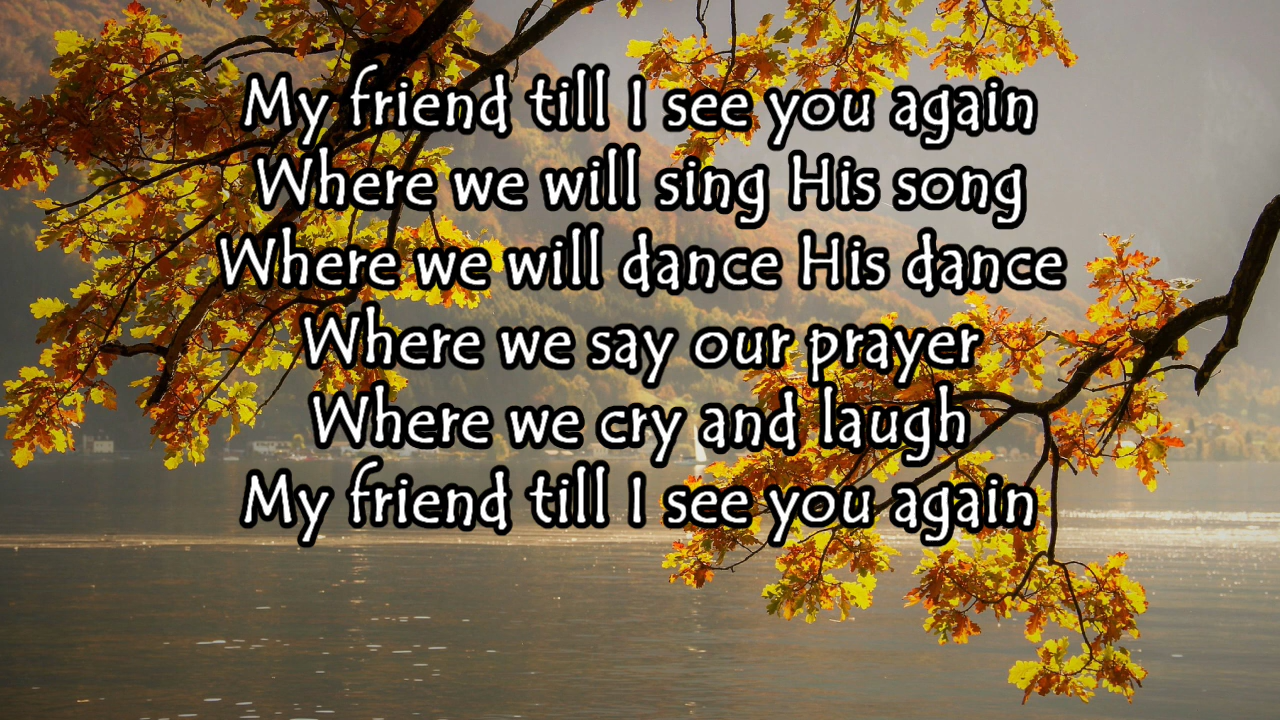 My friend till I see you again
Where we will sing His song
Where we will dance His dance
Where we say our prayer
Where we cry and laugh
My friend till I see you again